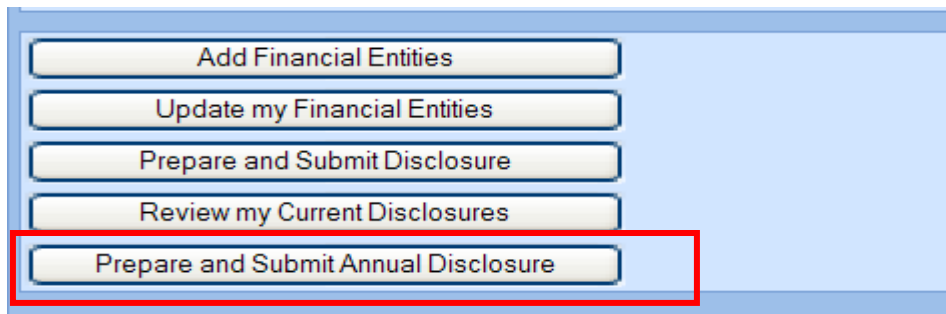 Add Financial Entities
Update my Financial Entities
Prepare and Submit Disclosure
Review my Current Disclosures
Prepare and Submit Annual Disclosure